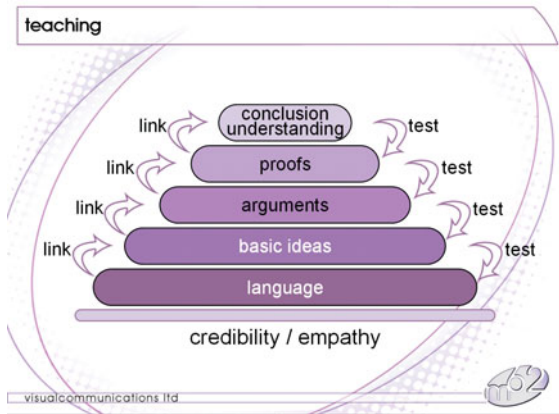 teaching
conclusion
understanding
link
test
proofs
link
test
arguments
link
test
basic ideas
link
test
language
credibility / empathy
visualcommunications ltd
m62